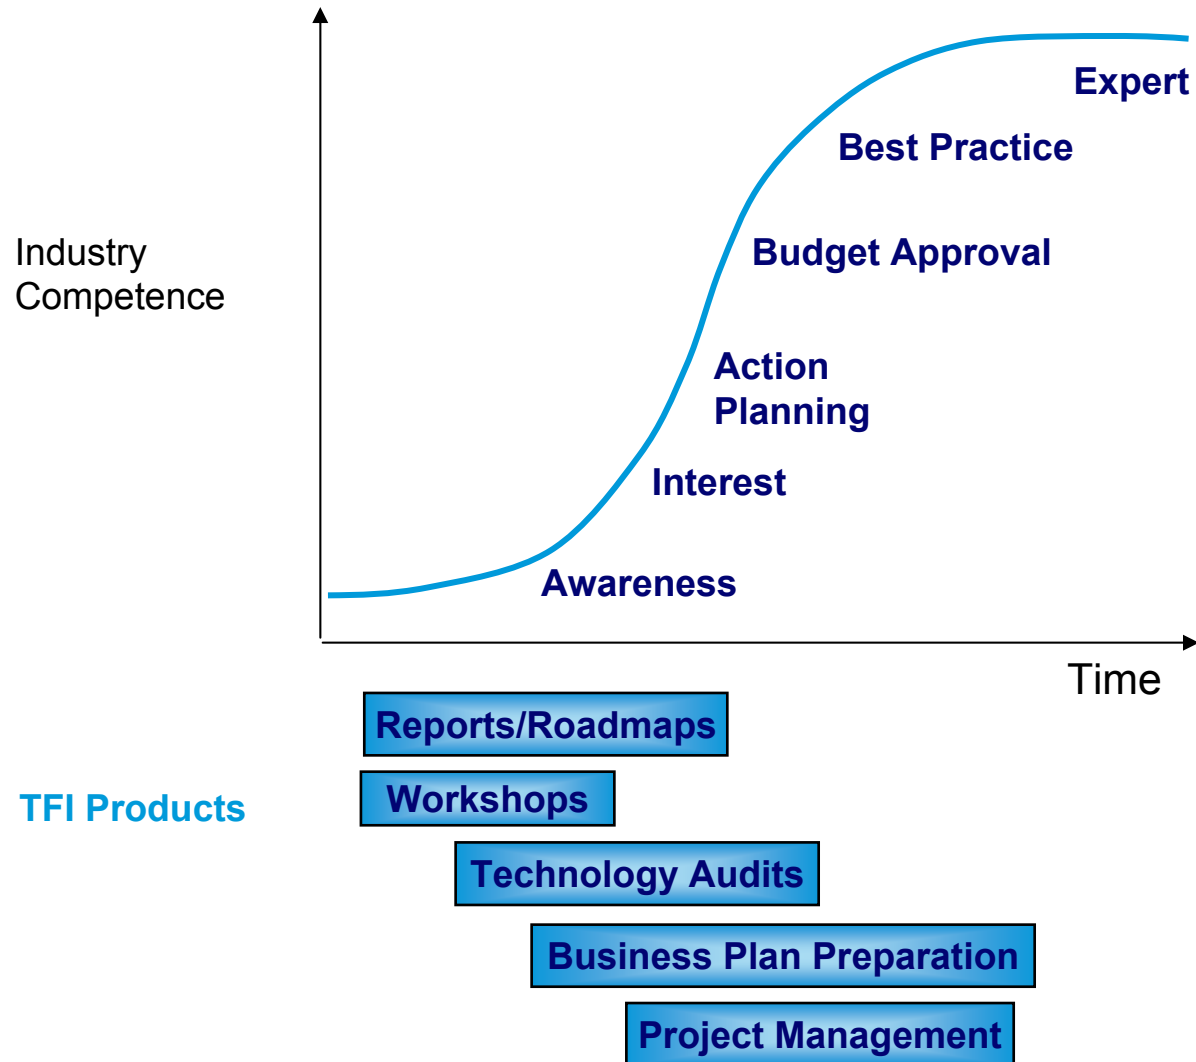 Expert
Best Practice
Industry
Competence
Budget Approval
Action
Planning
Interest
Awareness
Time
Reports/Roadmaps
TFI Products
Workshops
Technology Audits
Business Plan Preparation
Project Management